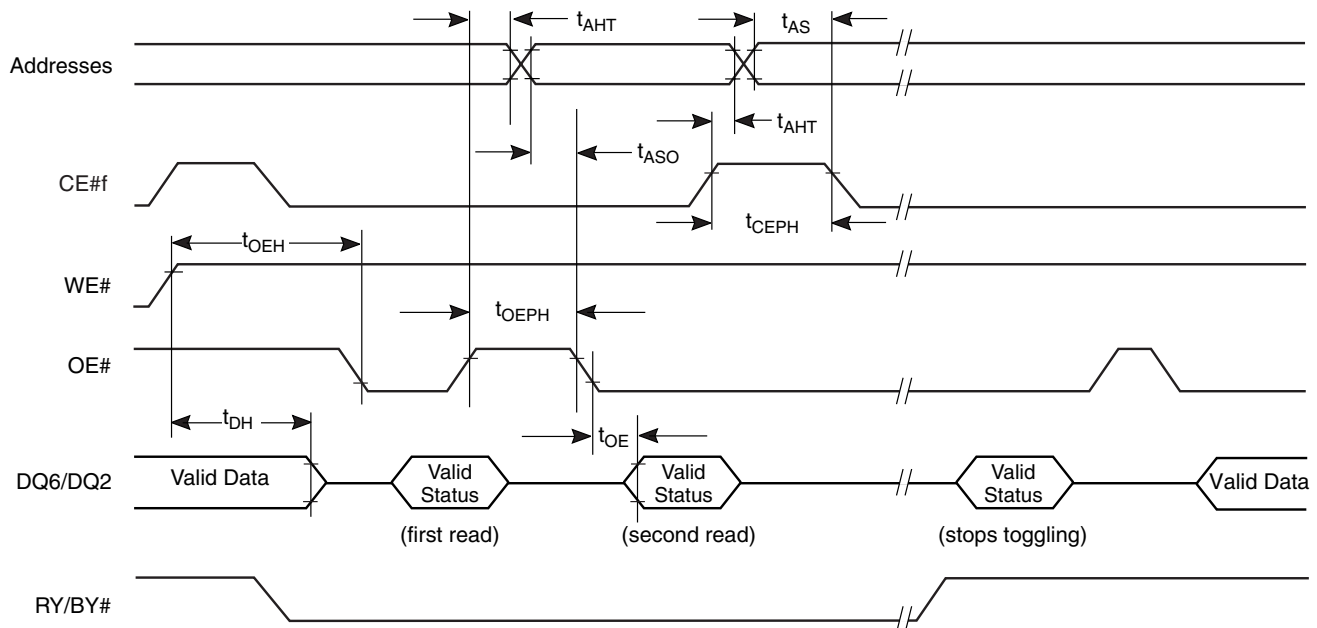 tAHT
tAS
Addresses
tAHT
tASO
CE#f
tCEPH
tOEH
WE#
tOEPH
OE#
tDH
tOE
DQ6/DQ2
Valid Data
Valid
Status
Valid
Status
Valid
Status
Valid Data
(first read)
(second read)
(stops toggling)
RY/BY#